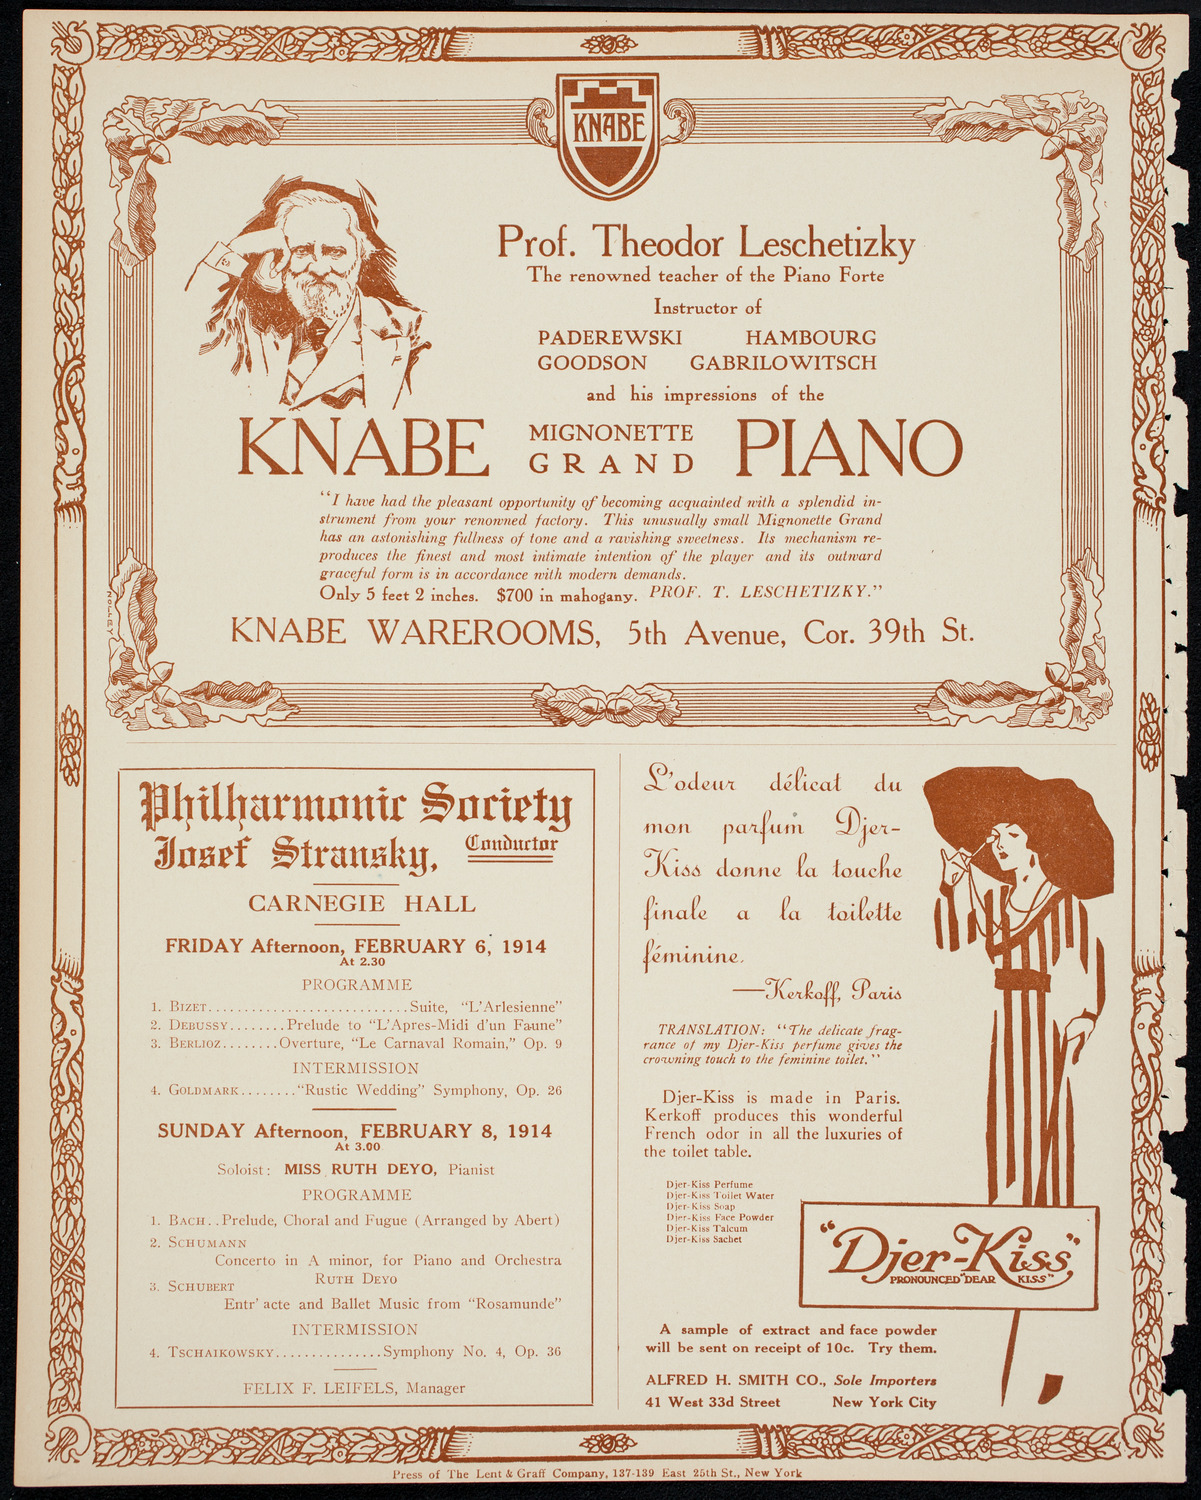 KNABE
Prof. Theodor Leschetizky
The renowned teacher of the Piano Forte
Instructor of
PADEREWSKI HAMBOURG
GOODSON GABRILOWITSCH
and his impressions of the
KNABE MIGNONETTE GRAND PIANO
"I have had the pleasant opportunity of becoming acquainted with a splendid in-
strument from your renowned factory. This unusually small Mignonette Grand
has an astonishing fullness of tone and a ravishing sweetness. Its mechanism re-
produces the finest and most intimate intention of the player and its outward
graceful form is in accordance with modern demands.
Only 5 feet 2 inches. $700 in mahogany. PROF. T. LESCHETIZKY."
KNABE WAREROOMS, 5th Avenue, Cor. 39th St.
Philharmonic Society
Josef Stransky, Conductor
CARNEGIE HALL
FRIDAY Afternoon, FEBRUARY 6, 1914
At 2.30
PROGRAMME
1. BIZET..........................Suite, "L'Arlesienne"
2. DEBUSSY........Prelude to "L'Apres-Midi d'un Faune"
3. BERLIOZ........Overture, "Le Carnaval Romain," Op. 9
INTERMISSION
4. GOLDMARK........"Rustic Wedding" Symphony, Op. 26
SUNDAY Afternoon, FEBRUARY 8, 1914
At 3.00
Soloist: MISS RUTH DEYO, Pianist
PROGRAMME
1. BACH..Prelude, Choral and Fugue (Arranged by Abert)
2. SCHUMANN
Concerto in A minor, for Piano and Orchestra
RUTH DEYO
3. SCHUBERT
Entr' acte and Ballet Music from "Rosamunde"
INTERMISSION
4. TSCHAIKOWSKY...............Symphony No. 4, Op. 36
FELIX F. LEIFELS, Manager
L'odeur délicat du
mon parfum Djer-
Kiss donne la touche
finale a la toilette
féminine.
—Kerkoff, Paris
TRANSLATION: "The delicate frag-
rance of my Djer-Kiss perfume gives the
crowning touch to the feminine toilet."
Djer-Kiss is made in Paris.
Kerkoff produces this wonderful
French odor in all the luxuries of
the toilet table.
Djer-Kiss Perfume
Djer-Kiss Toilet Water
Djer-Kiss Soap
Djer-Kiss Face Powder
Djer-Kiss Talcum
Djer-Kiss Sachet
"Djer-Kiss"
PRONOUNCED "DEAR KISS"
A sample of extract and face powder
will be sent on receipt of 10c. Try them.
ALFRED H. SMITH CO., Sole Importers
41 West 33d Street New York City
Press of The Lent & Graff Company, 137-139 East 25th St., New York